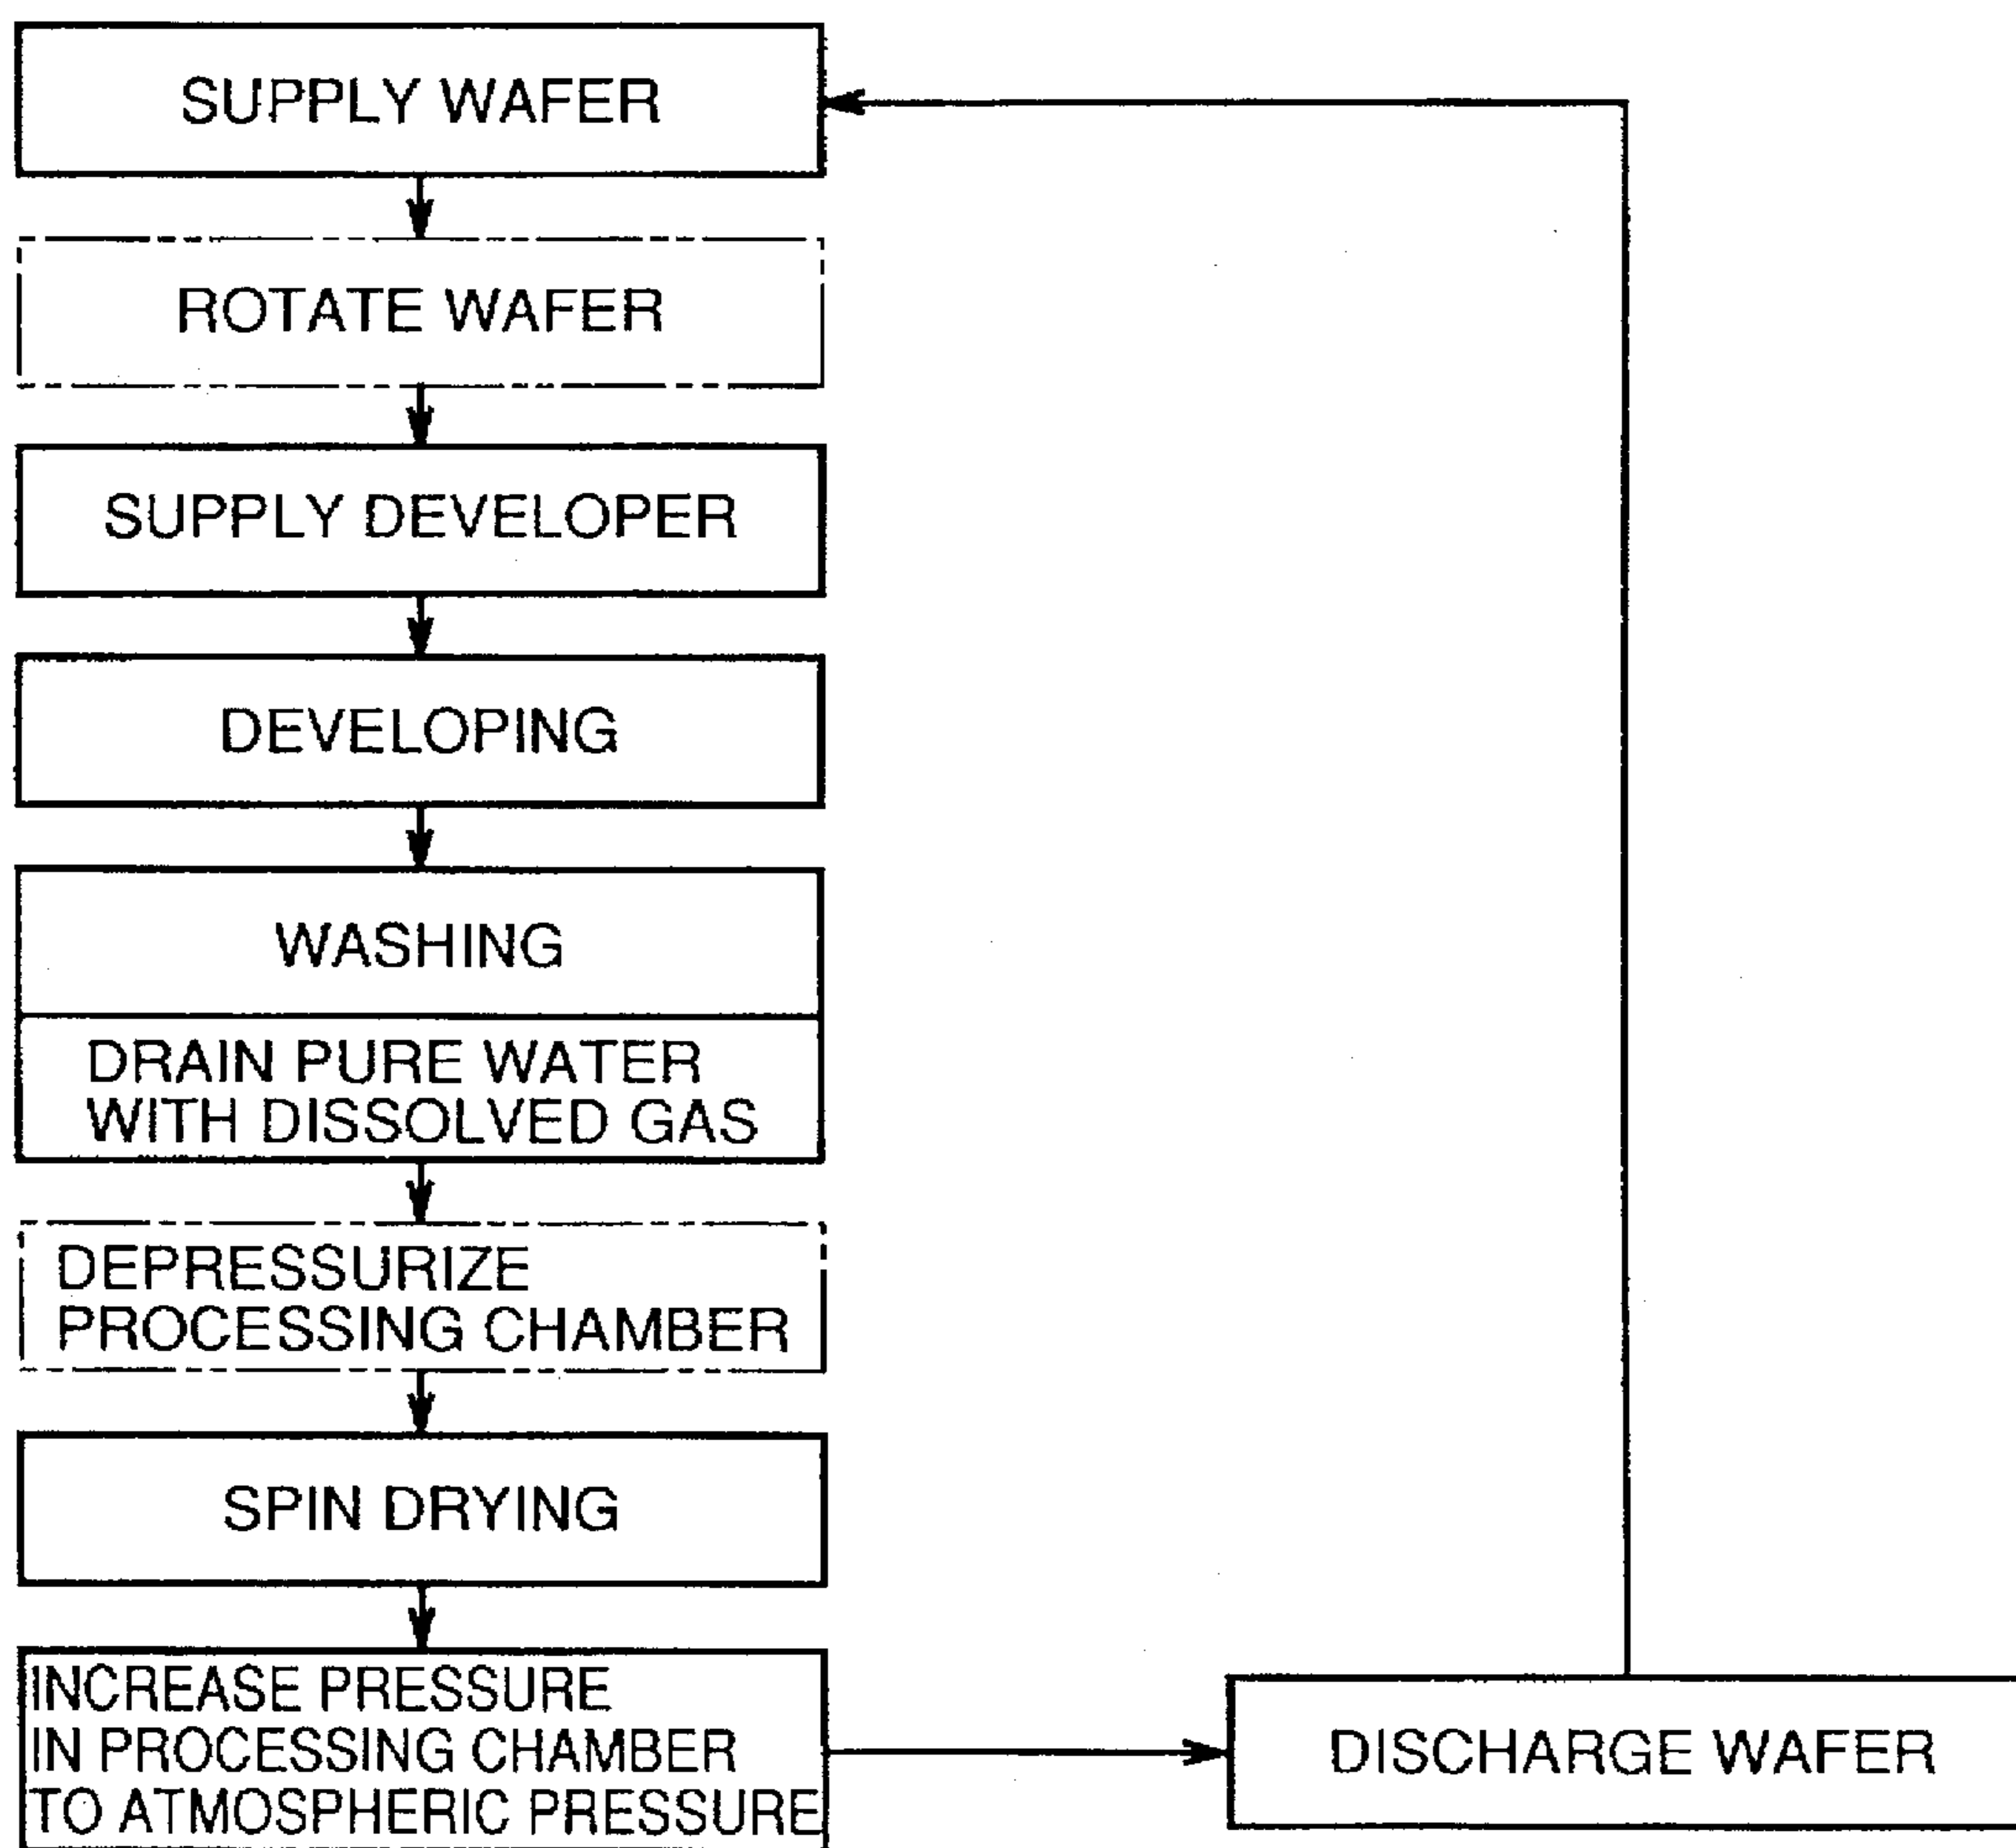 SUPPLY WAFER
ROTATE WAFER
SUPPLY DEVELOPER
DEVELOPING
WASHING
DRAIN PURE WATER
WITH DISSOLVED GAS
DEPRESSURIZE
PROCESSING CHAMBER
SPIN DRYING
INCREASE PRESSURE
IN PROCESSING CHAMBER
TO ATMOSPHERIC PRESSURE
DISCHARGE WAFER